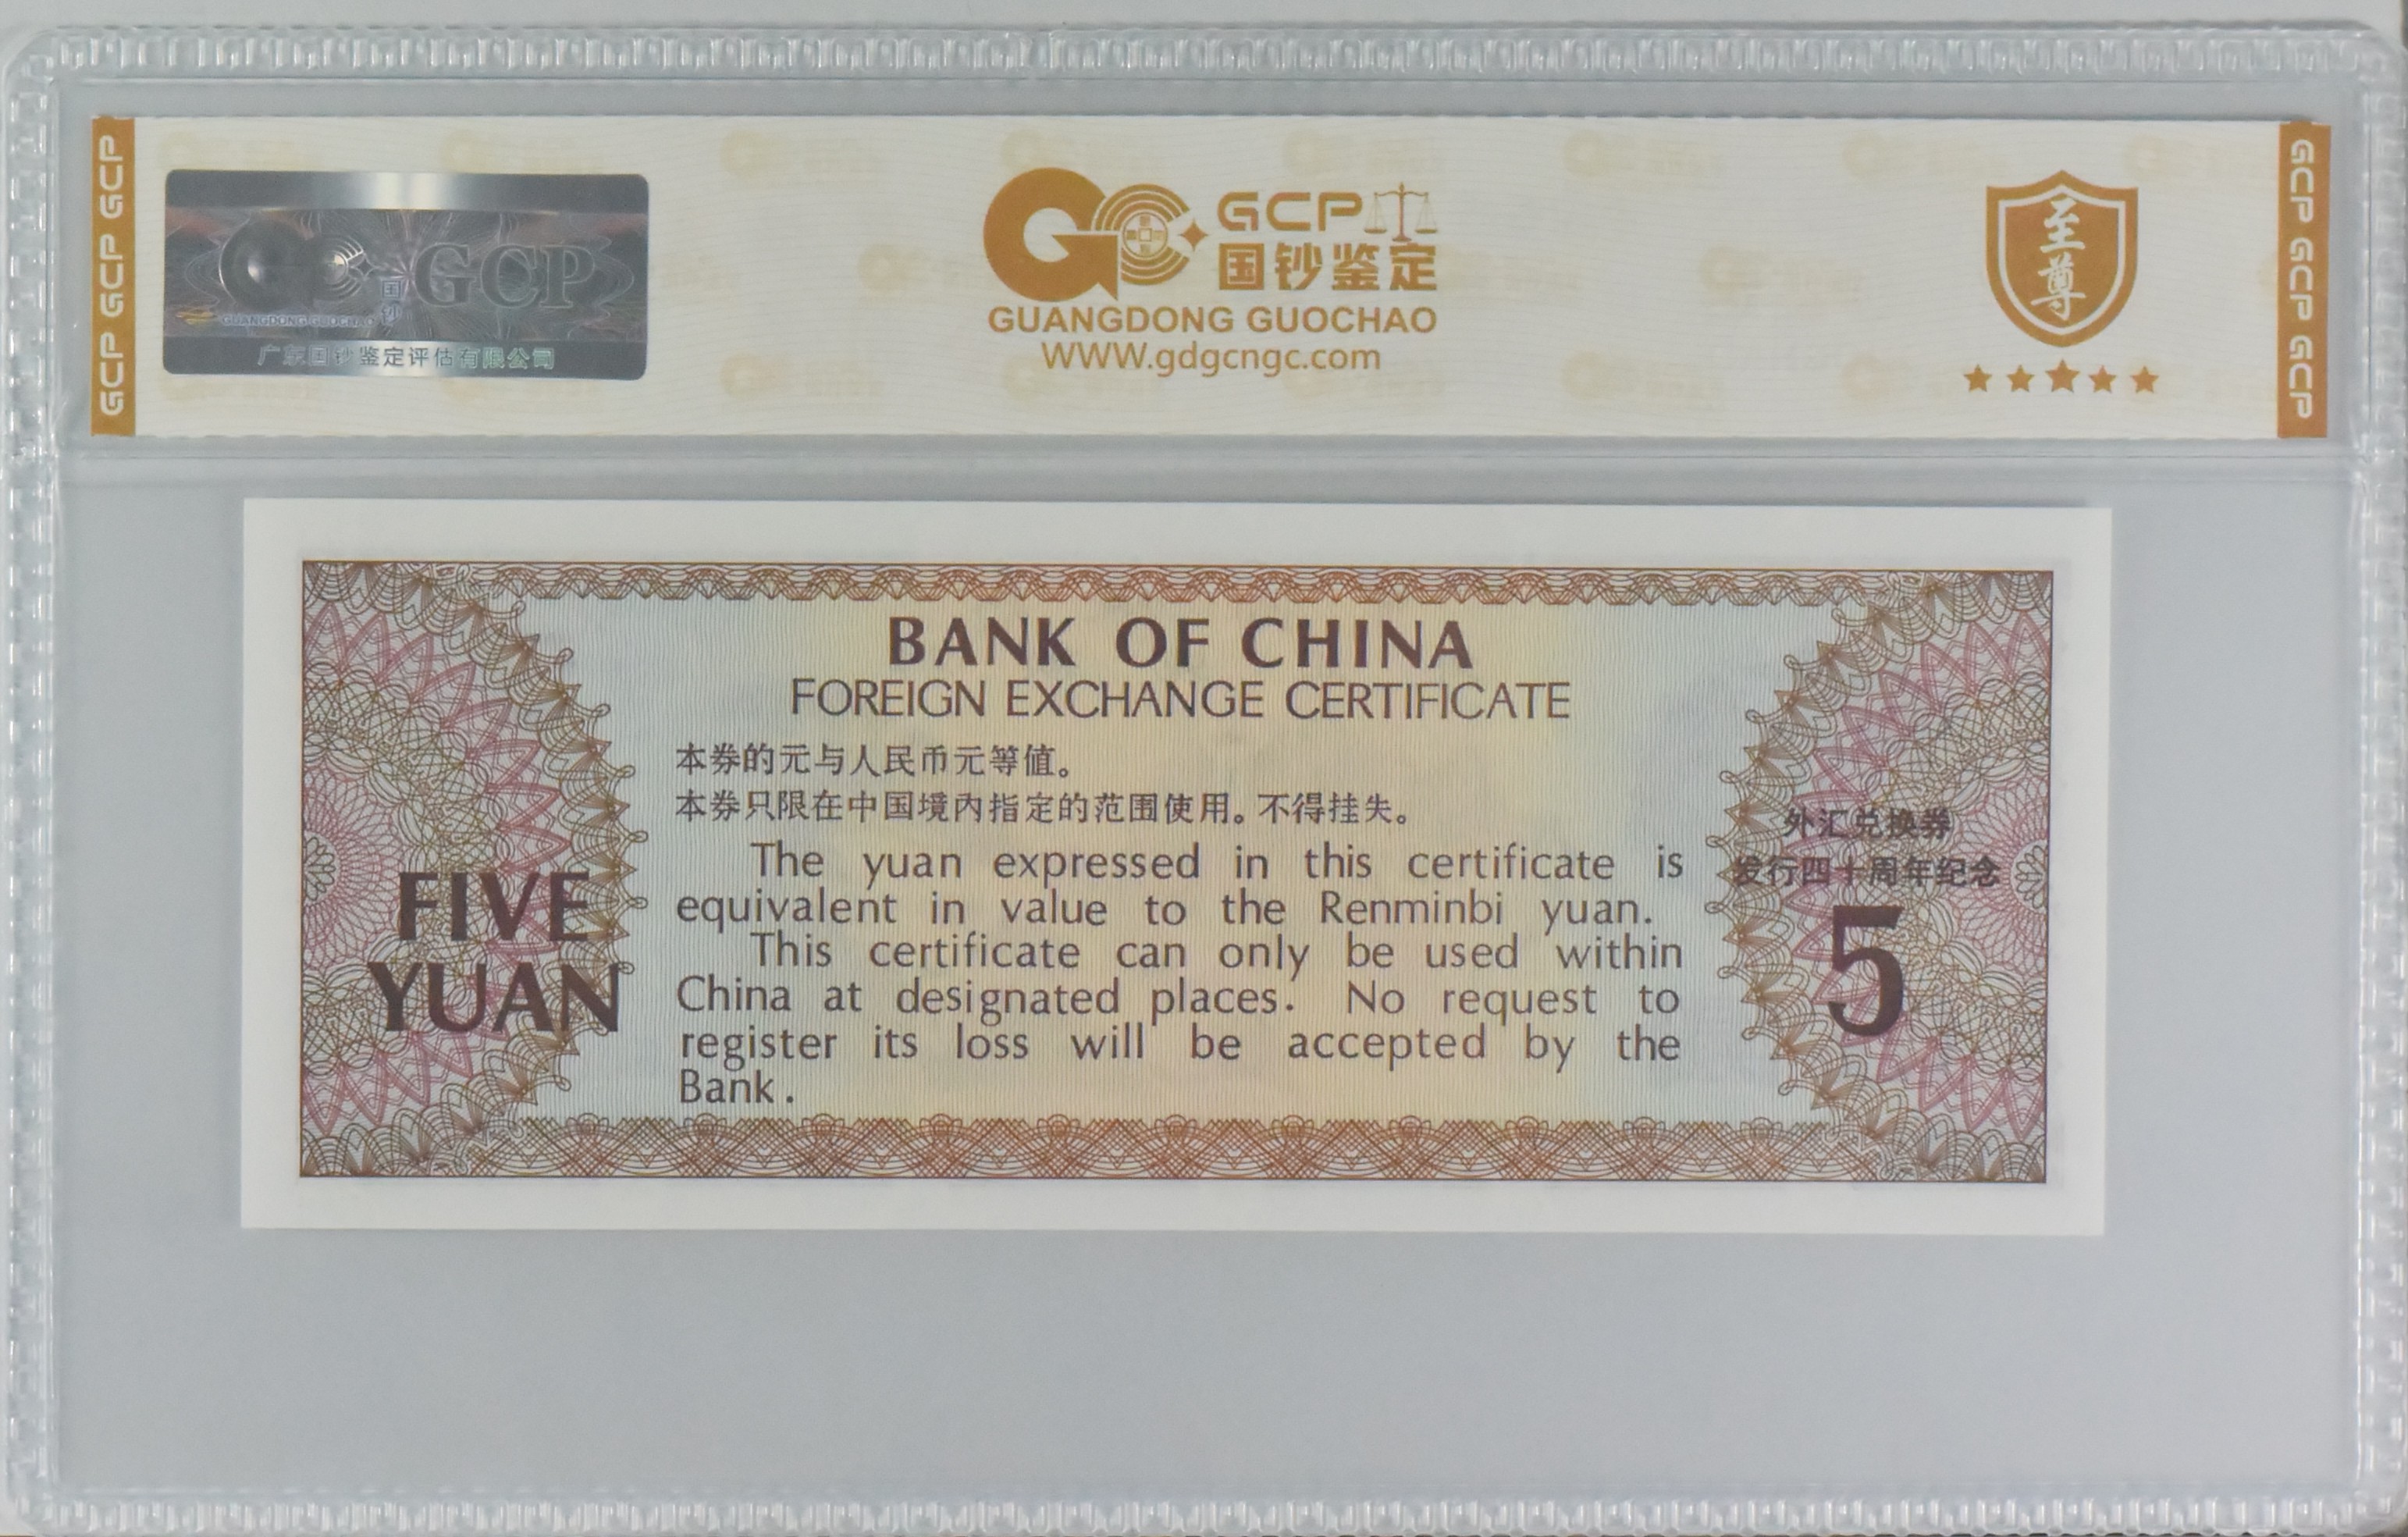 GCP GCP GCP
GCP
国钞
GUANGDONG GUOCHAO
广东国钞鉴定评估有限公司
GCP
国钞鉴定
GUANGDONG GUOCHAO
WWW.gdgcngc.com
至尊
GCP GCP GCP
BANK OF CHINA
FOREIGN EXCHANGE CERTIFICATE
本券的元与人民币元等值。
本券只限在中国境内指定的范围使用。不得挂失。
The yuan expressed in this certificate is
equivalent in value to the Renminbi yuan.
This certificate can only be used within
China at designated places. No request to
register its loss will be accepted by the
Bank.
FIVE
YUAN
外汇兑换券
发行四十周年纪念
5